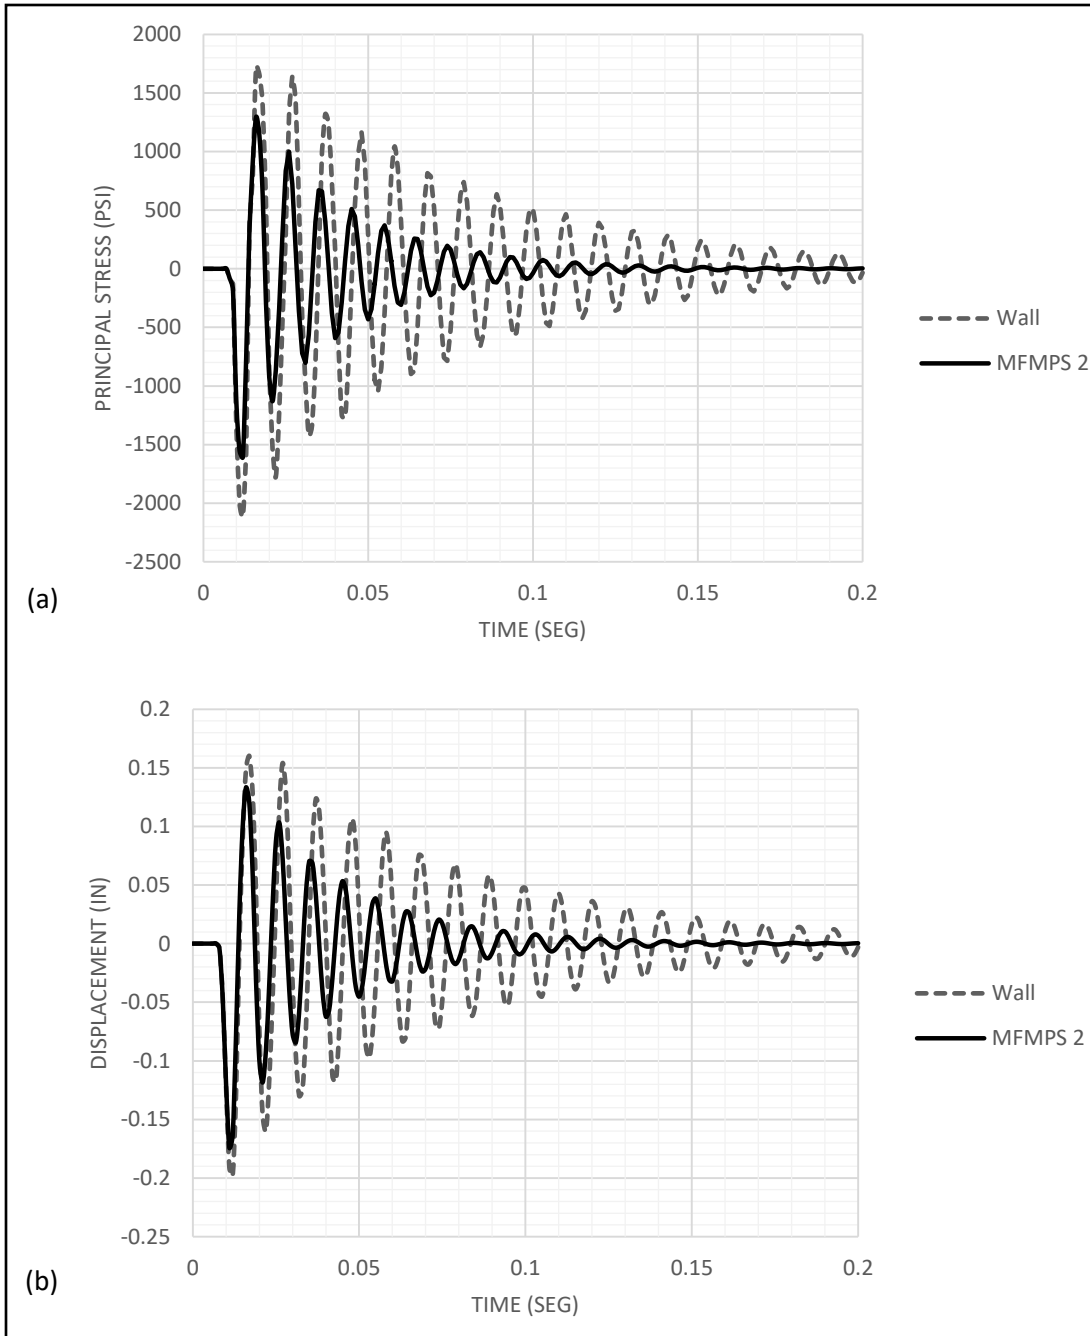 2000
1500
1000
500
0
-500
-1000
-1500
-2000
-2500
PRINCIPAL STRESS (PSI)
0 0.05 0.1 0.15 0.2
TIME (SEG)
Wall
MFMPS 2
(a)
0.2
0.15
0.1
0.05
0
-0.05
-0.1
-0.15
-0.2
-0.25
DISPLACEMENT (IN)
0 0.05 0.1 0.15 0.2
TIME (SEG)
Wall
MFMPS 2
(b)